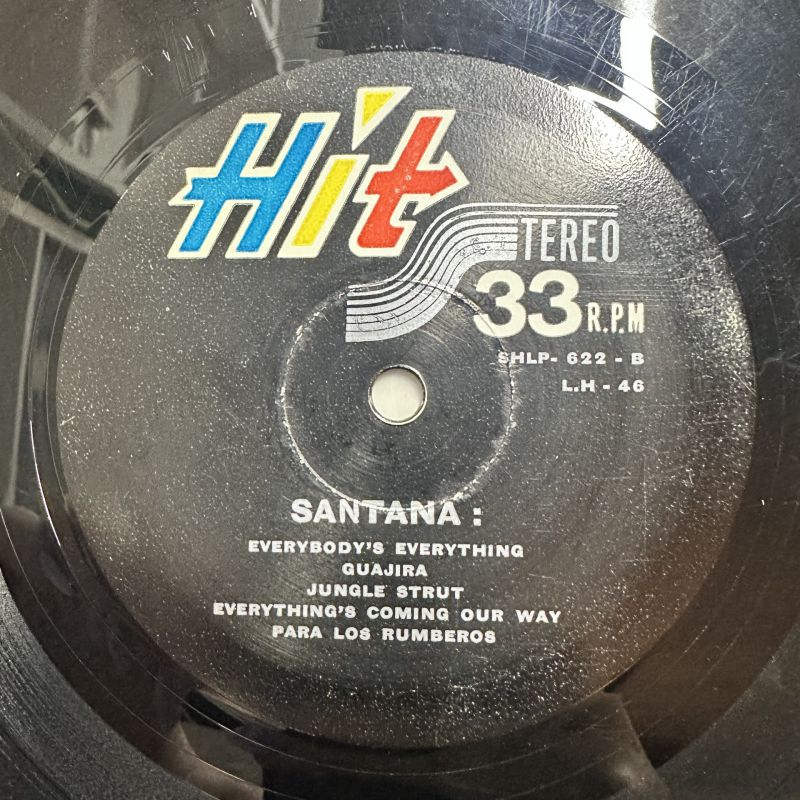 Hit
STEREO
33 R.P.M
SHLP- 622 - B
L.H - 46
SANTANA :
EVERYBODY'S EVERYTHING
GUAJIRA
JUNGLE STRUT
EVERYTHING'S COMING OUR WAY
PARA LOS RUMBEROS